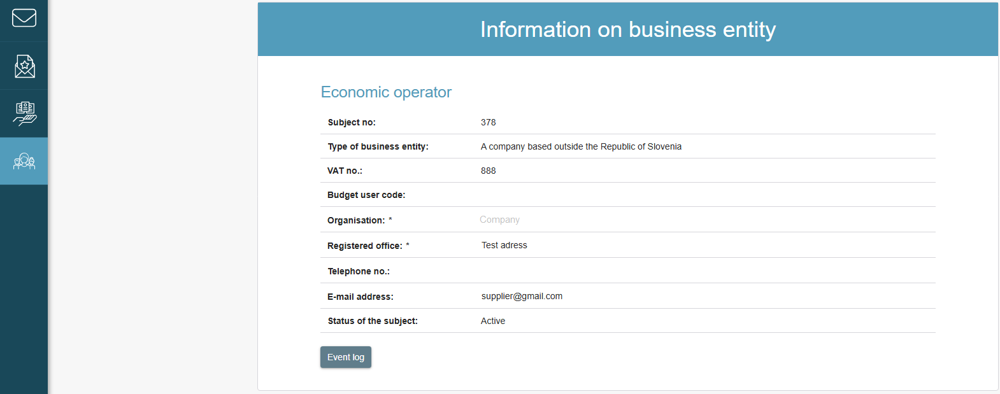 Information on business entity
Economic operator
Subject no: 378
Type of business entity: A company based outside the Republic of Slovenia
VAT no.: 888
Budget user code:
Organisation: * Company
Registered office: * Test adress
Telephone no.:
E-mail address: supplier@gmail.com
Status of the subject: Active
Event log